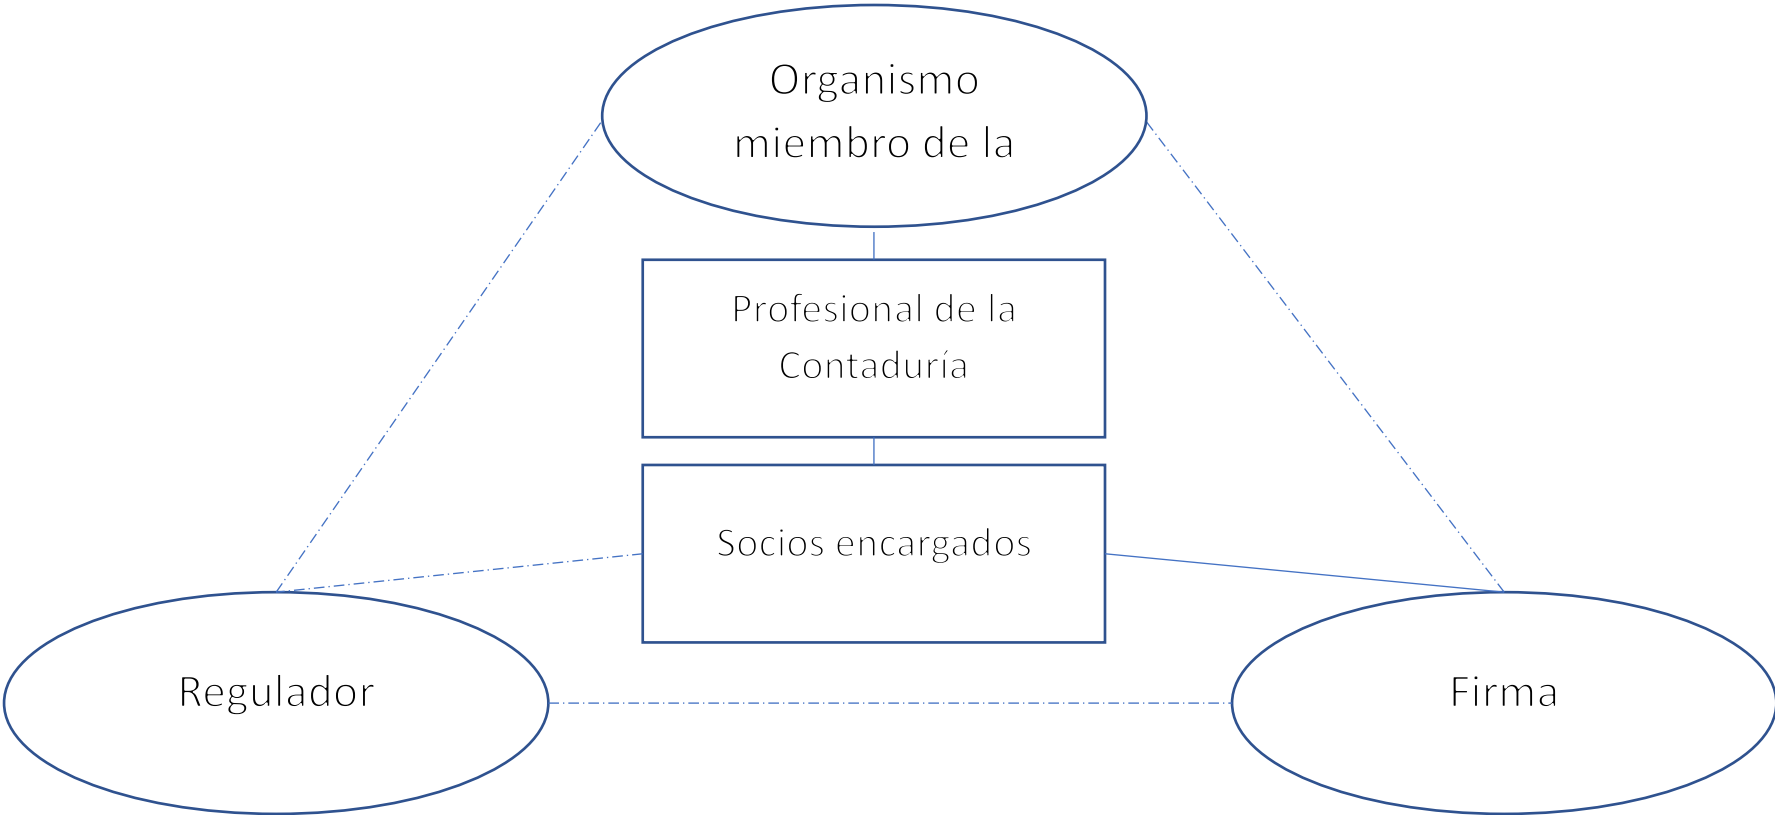 Organismo
miembro de la
Profesional de la
Contaduría
Socios encargados
Regulador
Firma